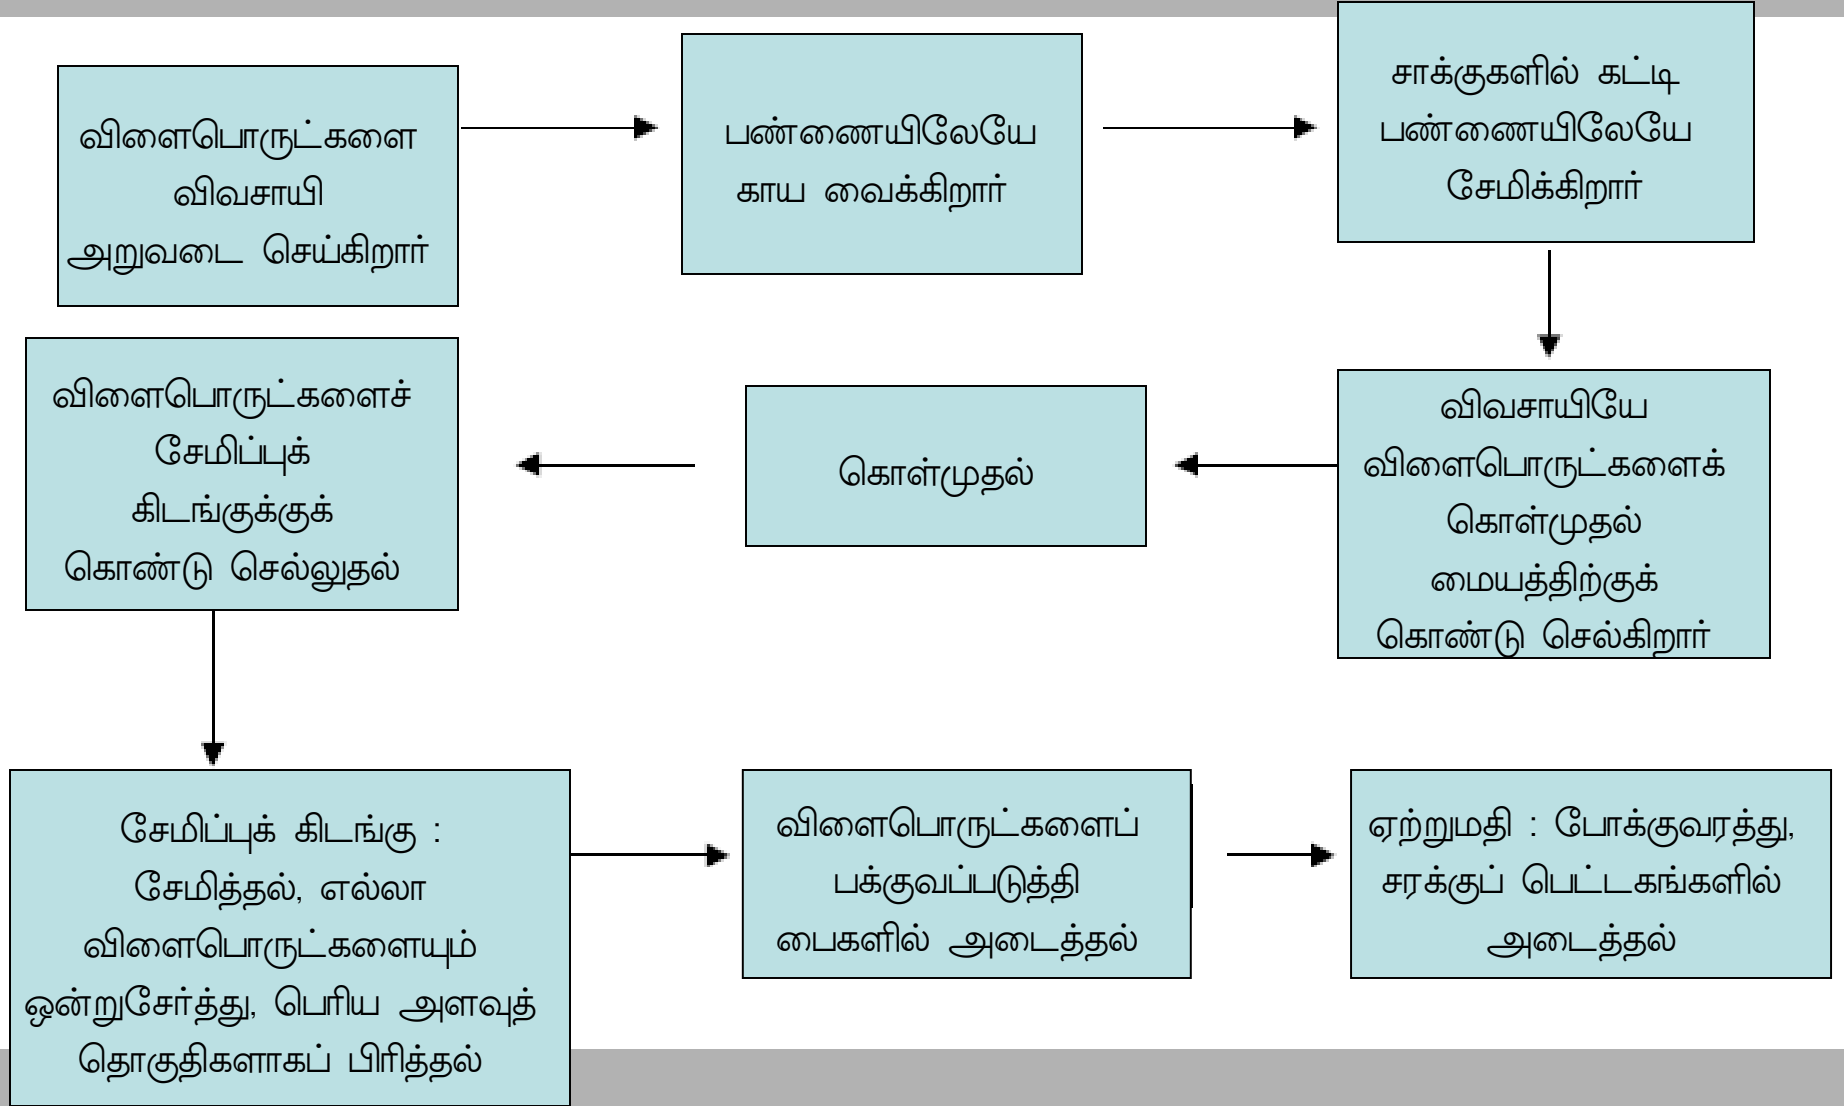 விளைபொருட்களை
விவசாயி
அறுவடை செய்கிறார்
பண்ணையிலேயே
காய வைக்கிறார்
சாக்குகளில் கட்டி
பண்ணையிலேயே
சேமிக்கிறார்
விவசாயியே
விளைபொருட்களைக்
கொள்முதல்
மையத்திற்குக்
கொண்டு செல்கிறார்
கொள்முதல்
விளைபொருட்களைச்
சேமிப்புக்
கிடங்குக்குக்
கொண்டு செல்லுதல்
சேமிப்புக் கிடங்கு :
சேமித்தல், எல்லா
விளைபொருட்களையும்
ஒன்றுசேர்த்து, பெரிய அளவுத்
தொகுதிகளாகப் பிரித்தல்
விளைபொருட்களைப்
பக்குவப்படுத்தி
பைகளில் அடைத்தல்
ஏற்றுமதி : போக்குவரத்து,
சரக்குப் பெட்டகங்களில்
அடைத்தல்